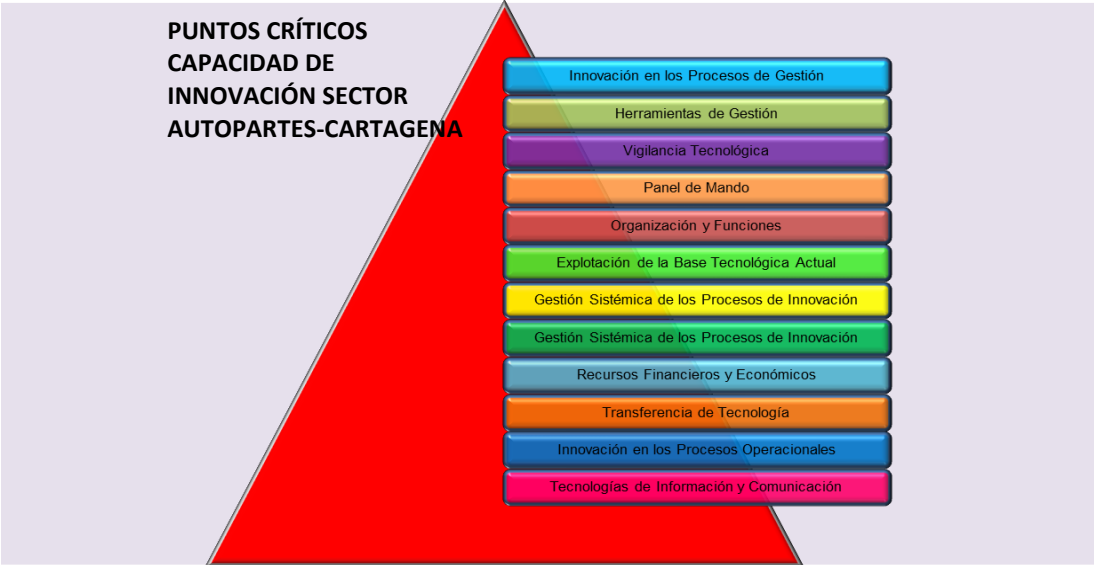 PUNTOS CRÍTICOS
CAPACIDAD DE
INNOVACIÓN SECTOR
AUTOPARTES-CARTAGENA
Innovación en los Procesos de Gestión
Herramientas de Gestión
Vigilancia Tecnológica
Panel de Mando
Organización y Funciones
Explotación de la Base Tecnológica Actual
Gestión Sistémica de los Procesos de Innovación
Gestión Sistémica de los Procesos de Innovación
Recursos Financieros y Económicos
Transferencia de Tecnología
Innovación en los Procesos Operacionales
Tecnologías de Información y Comunicación